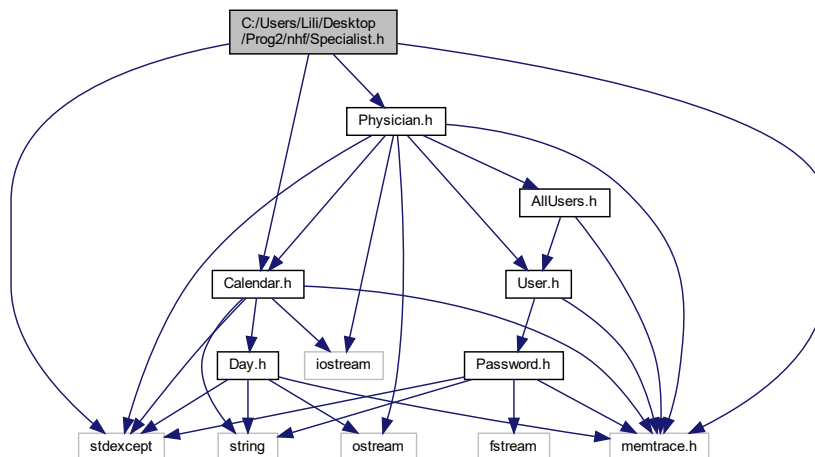 C:/Users/Lili/Desktop
/Prog2/nhf/Specialist.h
Physician.h
AllUsers.h
Calendar.h
User.h
Day.h
iostream
Password.h
stdexcept
string
ostream
fstream
memtrace.h